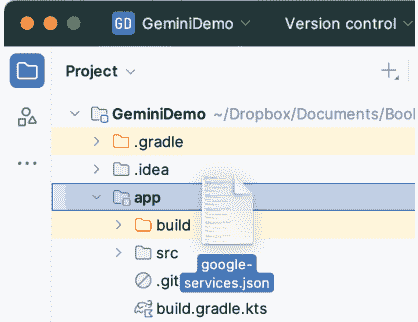 GD GeminiDemo Version control
Project
GeminiDemo ~/Dropbox/Documents/Bool
.gradle
.idea
app
build
src
google-
services.json
.git
build.gradle.kts